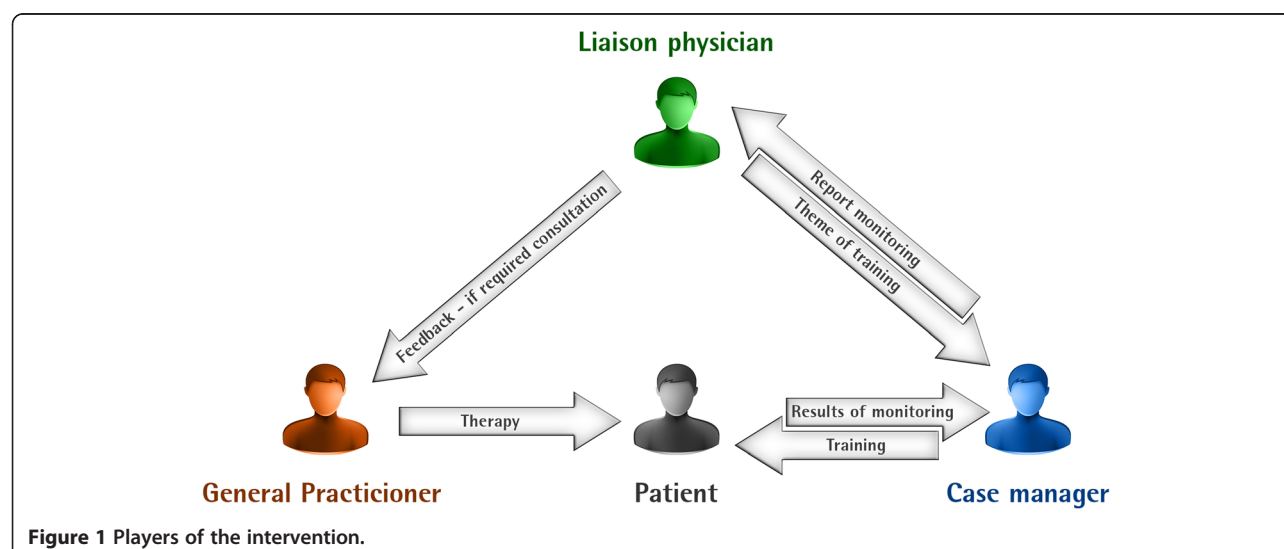 Liaison physician
Report monitoring
Theme of training
Feedback – if required consultation
Therapy
Results of monitoring
Training
General Practicioner
Patient
Case manager
Figure 1 Players of the intervention.